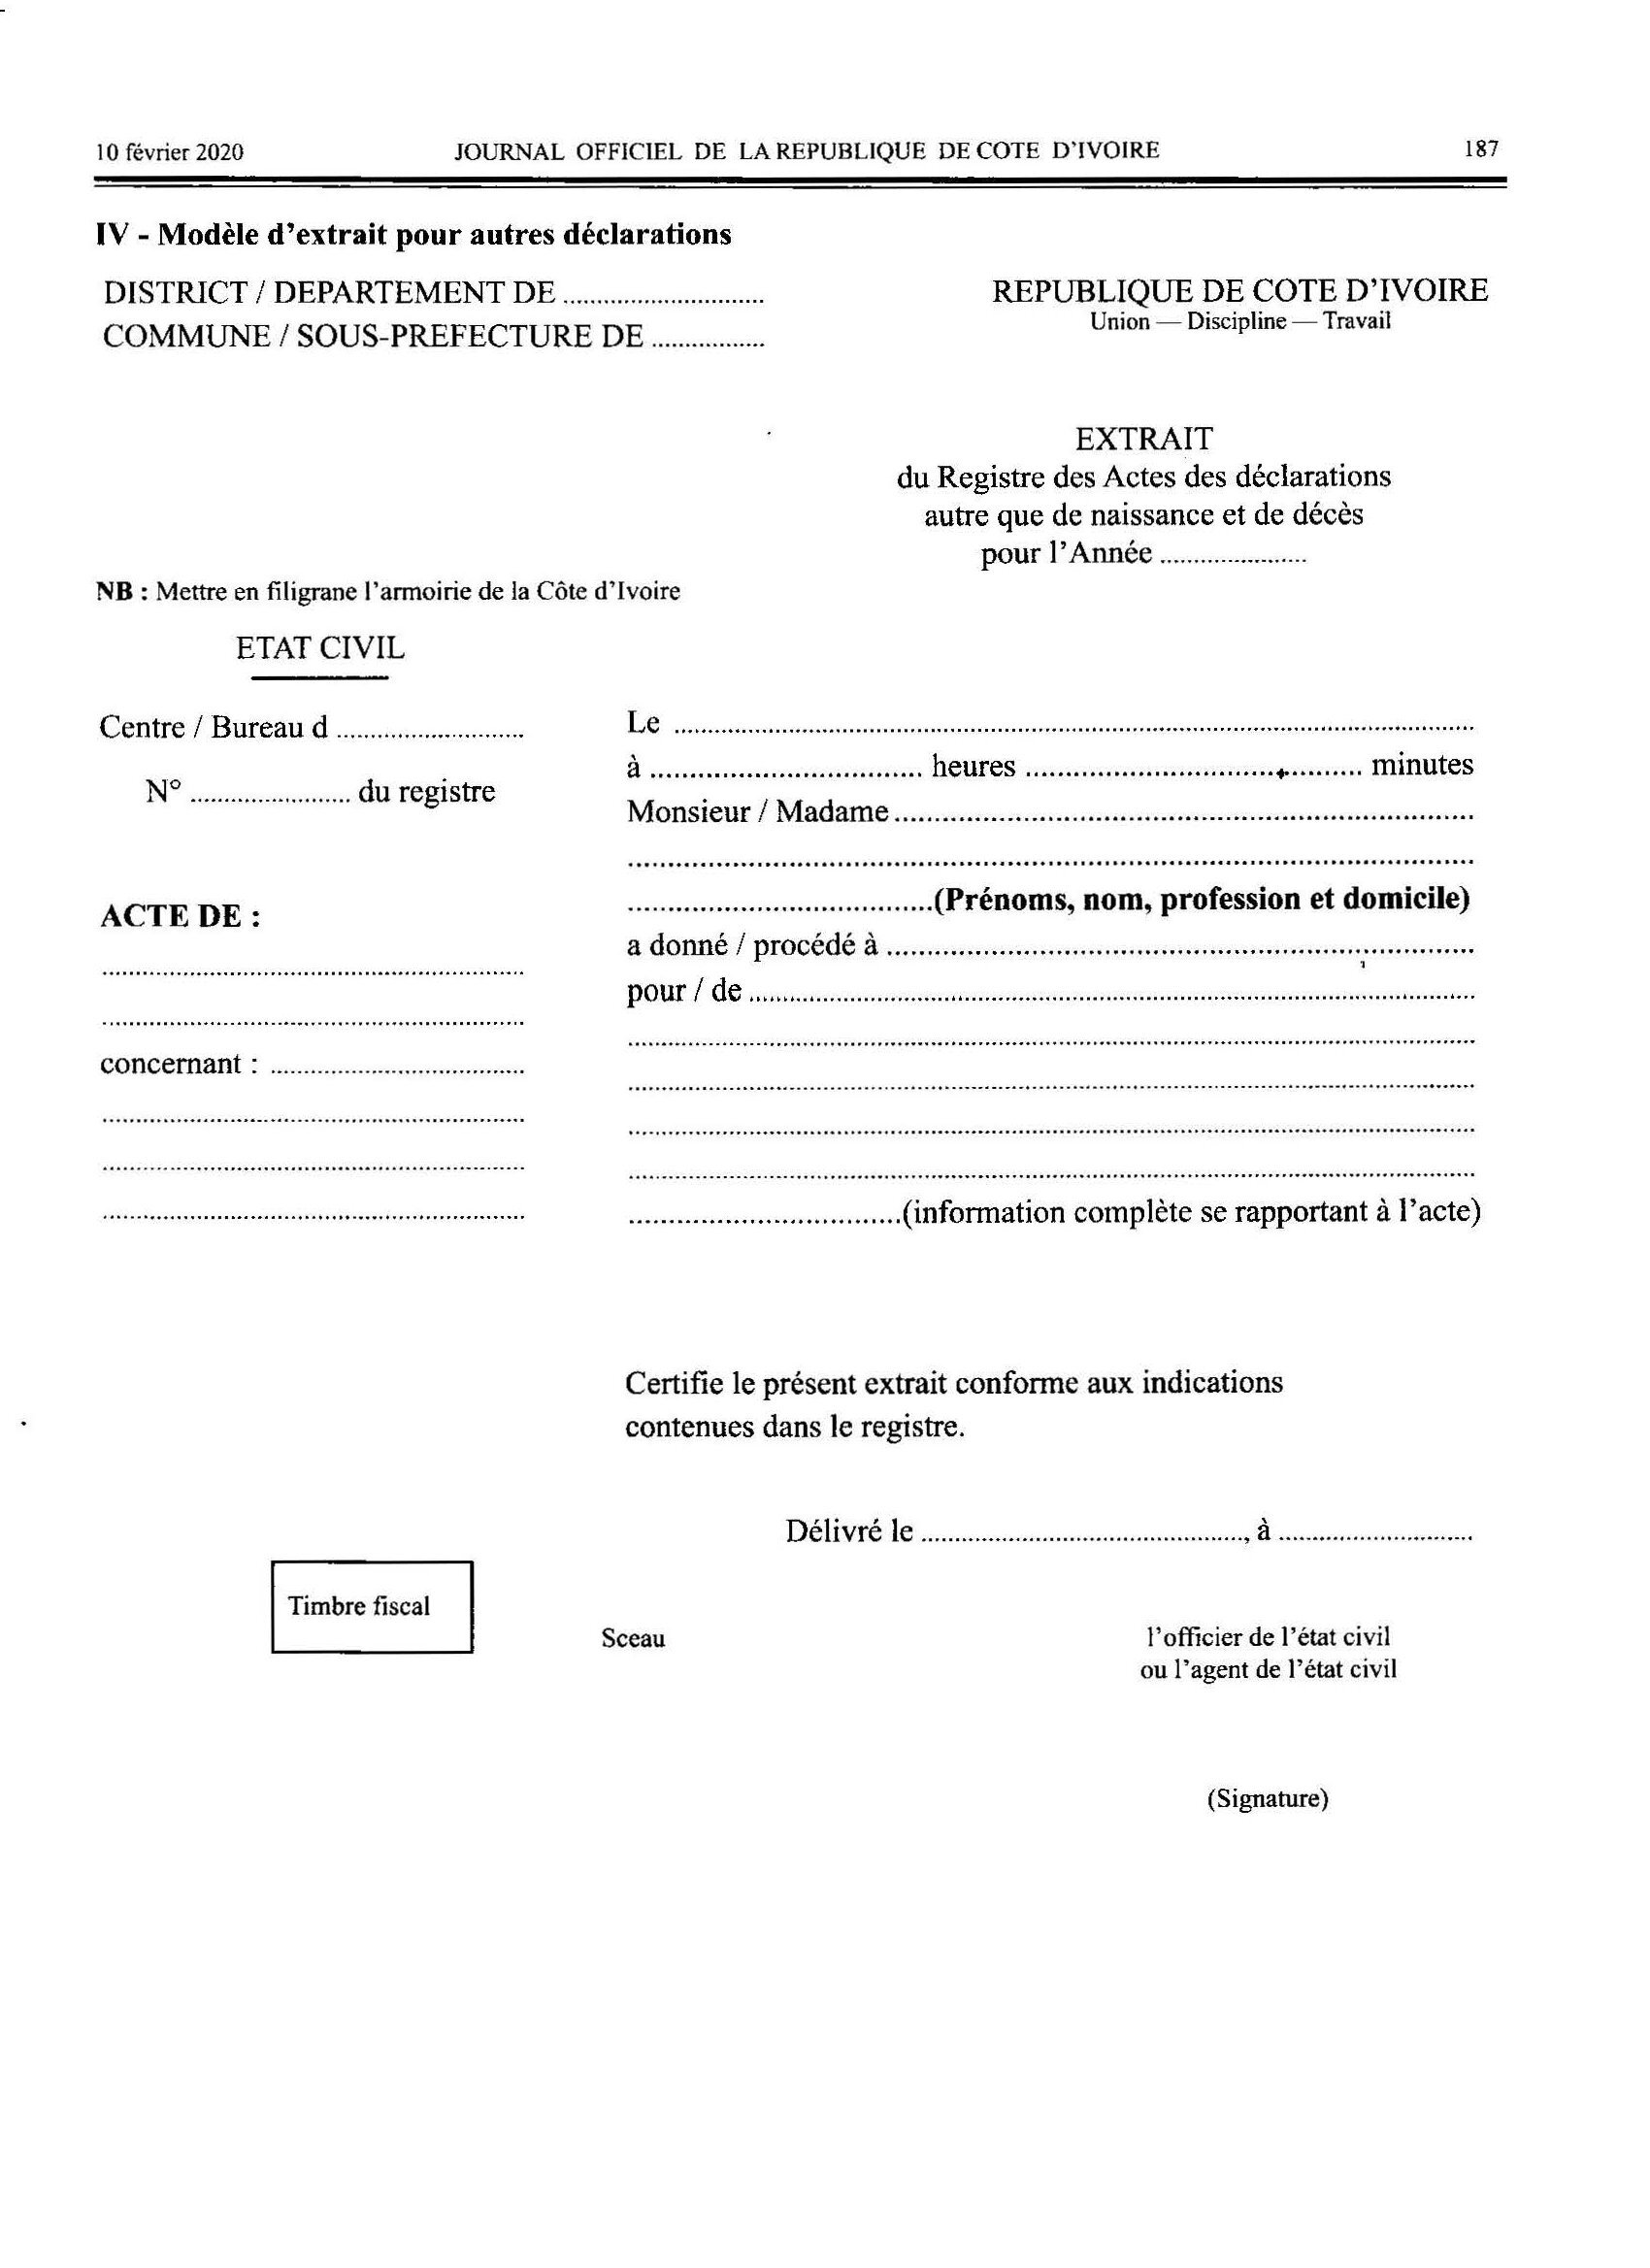 10 février 2020 JOURNAL OFFICIEL DE LA REPUBLIQUE DE COTE D'IVOIRE 187
IV - Modèle d'extrait pour autres déclarations
DISTRICT / DEPARTEMENT DE ..............................
COMMUNE / SOUS-PREFECTURE DE .................
REPUBLIQUE DE COTE D'IVOIRE
Union — Discipline — Travail
EXTRAIT
du Registre des Actes des déclarations
autre que de naissance et de décès
pour l'Année ......................
NB : Mettre en filigrane l'armoirie de la Côte d'Ivoire
ETAT CIVIL
Centre / Bureau d ............................
N° ........................ du registre
ACTE DE :
..............................................................
..............................................................
concernant : ......................................
..............................................................
..............................................................
..............................................................
Le ........................................................................................................................
à ................................. heures ........................................ minutes
Monsieur / Madame ......................................................................
........................................................................................................
.....................................(Prénoms, nom, profession et domicile)
a donné / procédé à ........................................................................
pour / de ............................................................................................................
........................................................................................................
........................................................................................................
........................................................................................................
........................................................................................................
.................................(information complète se rapportant à l'acte)
Certifie le présent extrait conforme aux indications
contenues dans le registre.
Délivré le ................................................, à .............................
Timbre fiscal
Sceau
l'officier de l'état civil
ou l'agent de l'état civil
(Signature)